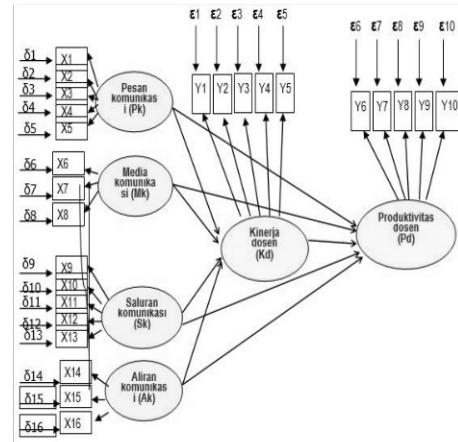 ε1 ε2 ε3 ε4 ε5
ε6 ε7 ε8 ε9 ε10
δ1 X1
δ2 X2
δ3 X3
δ4 X4
δ5 X5
Pesan
komunikas
i (Pk)
Y1 Y2 Y3 Y4 Y5
Y6 Y7 Y8 Y9 Y10
δ6 X6
δ7 X7
δ8 X8
Media
komunika
si (Mk)
Kinerja
dosen
(Kd)
Produktivitas
dosen
(Pd)
δ9 X9
δ10 X10
δ11 X11
δ12 X12
δ13 X13
Saluran
komunikasi
(Sk)
δ14 X14
δ15 X15
δ16 X16
Aliran
komunikas
i (Ak)